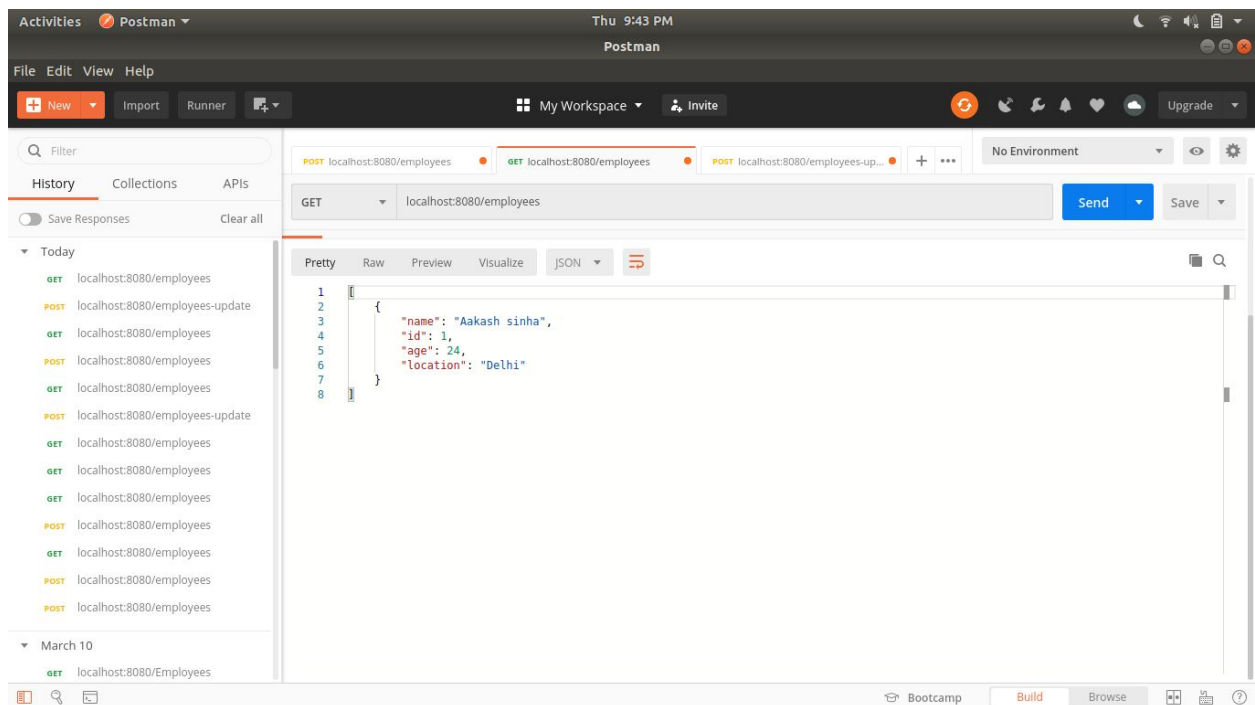 Activities Postman Thu 9:43 PM
Postman
File Edit View Help
New Import Runner My Workspace Invite Upgrade
Filter
History Collections APIs
Save Responses Clear all
Today
GET localhost:8080/employees
POST localhost:8080/employees-update
GET localhost:8080/employees
POST localhost:8080/employees
GET localhost:8080/employees
POST localhost:8080/employees-update
GET localhost:8080/employees
GET localhost:8080/employees
GET localhost:8080/employees
POST localhost:8080/employees
GET localhost:8080/employees
POST localhost:8080/employees
POST localhost:8080/employees
March 10
GET localhost:8080/Employees
POST localhost:8080/employees GET localhost:8080/employees POST localhost:8080/employees-up... + ••• No Environment
GET localhost:8080/employees Send Save
Pretty Raw Preview Visualize JSON
1 [
2 {
3 "name": "Aakash sinha",
4 "id": 1,
5 "age": 24,
6 "location": "Delhi"
7 }
8 ]
Bootcamp Build Browse